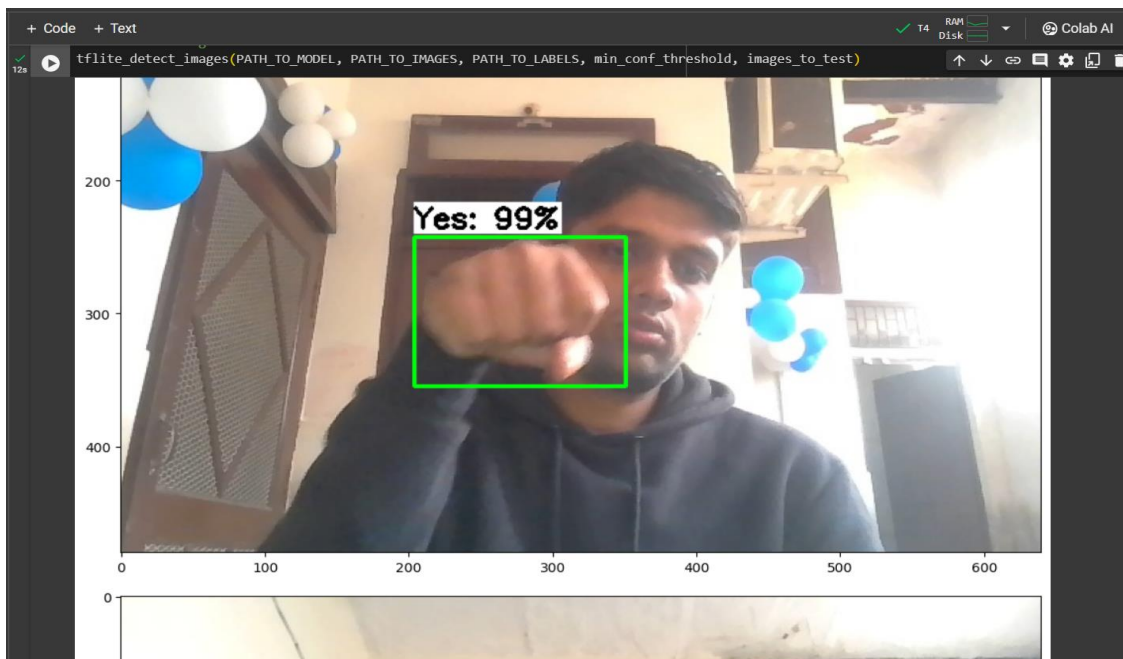 + Code + Text
T4 RAM Disk
Colab AI
12s
tflite_detect_images(PATH_TO_MODEL, PATH_TO_IMAGES, PATH_TO_LABELS, min_conf_threshold, images_to_test)
200
Yes: 99%
300
400
0 100 200 300 400 500 600
0